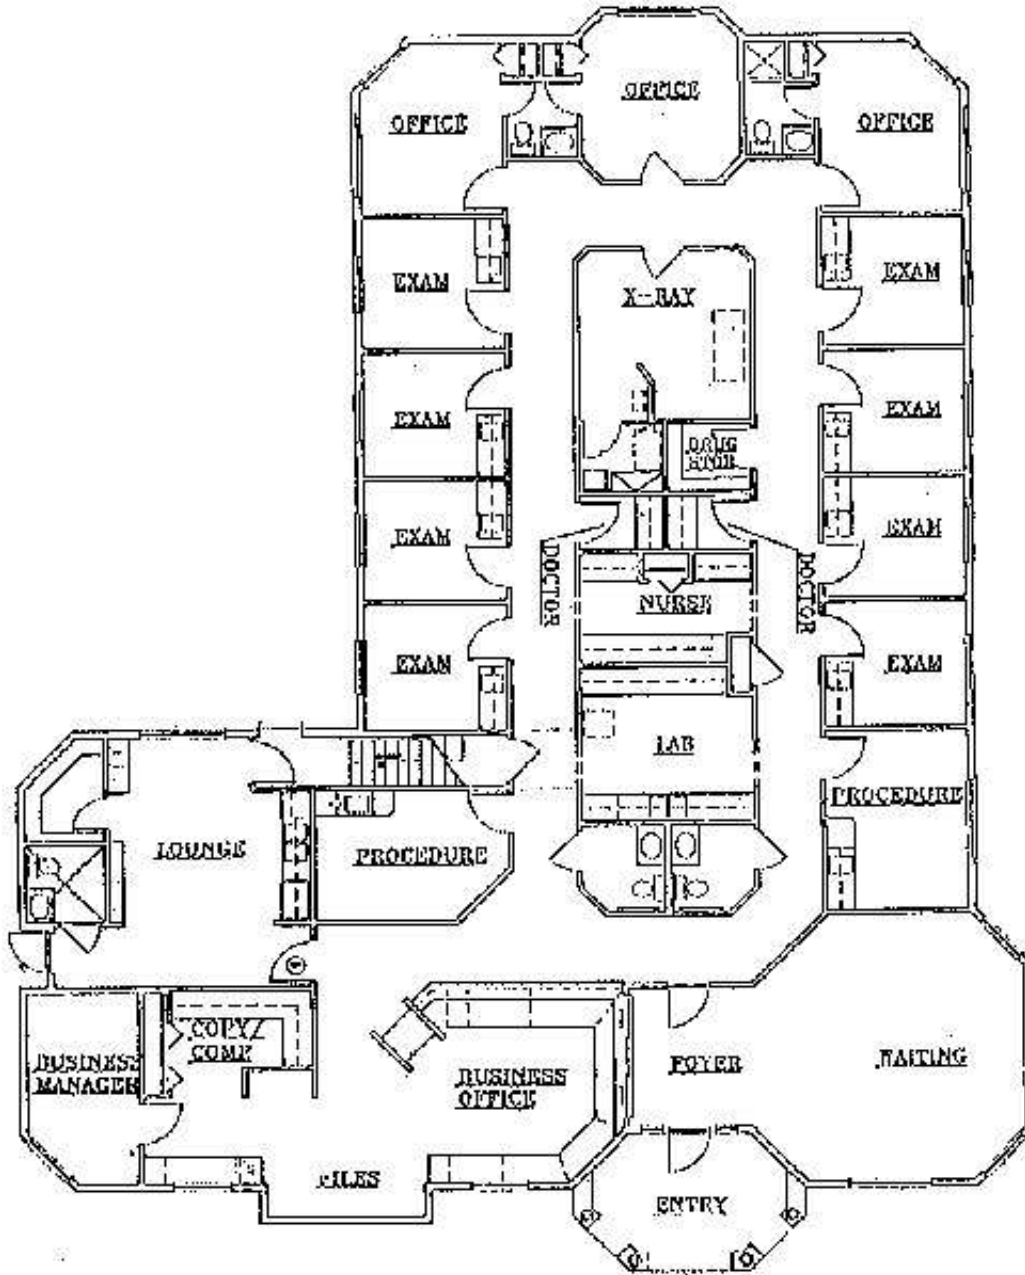 OFFICE
OFFICE
OFFICE
EXAM
EXAM
X-RAY
EXAM
EXAM
DRUG
STOR
EXAM
EXAM
DOCTOR
DOCTOR
NURSE
EXAM
EXAM
LAB
PROCEDURE
LOUNGE
PROCEDURE
COPY/
COMP
BUSINESS
MANAGER
BUSINESS
OFFICE
FOYER
WAITING
FILES
ENTRY